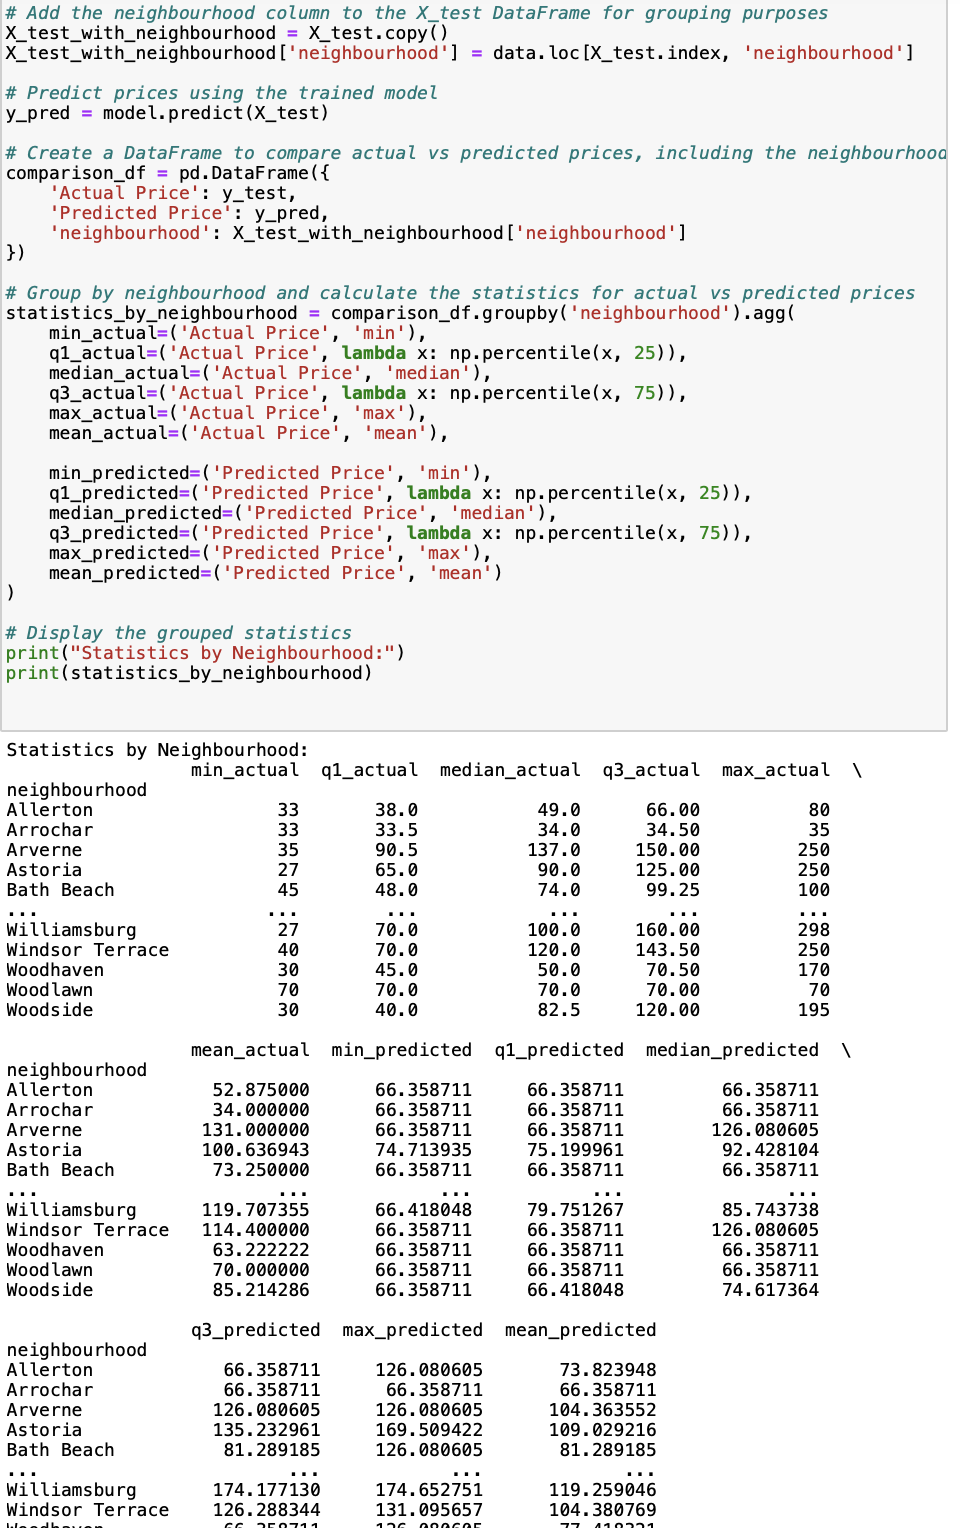 # Add the neighbourhood column to the X_test DataFrame for grouping purposes
X_test_with_neighbourhood = X_test.copy()
X_test_with_neighbourhood['neighbourhood'] = data.loc[X_test.index, 'neighbourhood']

# Predict prices using the trained model
y_pred = model.predict(X_test)

# Create a DataFrame to compare actual vs predicted prices, including the neighbourhood
comparison_df = pd.DataFrame({
    'Actual Price': y_test,
    'Predicted Price': y_pred,
    'neighbourhood': X_test_with_neighbourhood['neighbourhood']
})

# Group by neighbourhood and calculate the statistics for actual vs predicted prices
statistics_by_neighbourhood = comparison_df.groupby('neighbourhood').agg(
    min_actual=('Actual Price', 'min'),
    q1_actual=('Actual Price', lambda x: np.percentile(x, 25)),
    median_actual=('Actual Price', 'median'),
    q3_actual=('Actual Price', lambda x: np.percentile(x, 75)),
    max_actual=('Actual Price', 'max'),
    mean_actual=('Actual Price', 'mean'),

    min_predicted=('Predicted Price', 'min'),
    q1_predicted=('Predicted Price', lambda x: np.percentile(x, 25)),
    median_predicted=('Predicted Price', 'median'),
    q3_predicted=('Predicted Price', lambda x: np.percentile(x, 75)),
    max_predicted=('Predicted Price', 'max'),
    mean_predicted=('Predicted Price', 'mean')
)

# Display the grouped statistics
print("Statistics by Neighbourhood:")
print(statistics_by_neighbourhood)

Statistics by Neighbourhood:
min_actual q1_actual median_actual q3_actual max_actual \
neighbourhood
Allerton 33 38.0 49.0 66.00 80
Arrochar 33 33.5 34.0 34.50 35
Arverne 35 90.5 137.0 150.00 250
Astoria 27 65.0 90.0 125.00 250
Bath Beach 45 48.0 74.0 99.25 100
... ... ... ... ... ...
Williamsburg 27 70.0 100.0 160.00 298
Windsor Terrace 40 70.0 120.0 143.50 250
Woodhaven 30 45.0 50.0 70.50 170
Woodlawn 70 70.0 70.0 70.00 70
Woodside 30 40.0 82.5 120.00 195

mean_actual min_predicted q1_predicted median_predicted \
neighbourhood
Allerton 52.875000 66.358711 66.358711 66.358711
Arrochar 34.000000 66.358711 66.358711 66.358711
Arverne 131.000000 66.358711 66.358711 126.080605
Astoria 100.636943 74.713935 75.199961 92.428104
Bath Beach 73.250000 66.358711 66.358711 66.358711
... ... ... ... ...
Williamsburg 119.707355 66.418048 79.751267 85.743738
Windsor Terrace 114.400000 66.358711 66.358711 126.080605
Woodhaven 63.222222 66.358711 66.358711 66.358711
Woodlawn 70.000000 66.358711 66.358711 66.358711
Woodside 85.214286 66.358711 66.418048 74.617364

q3_predicted max_predicted mean_predicted
neighbourhood
Allerton 66.358711 126.080605 73.823948
Arrochar 66.358711 66.358711 66.358711
Arverne 126.080605 126.080605 104.363552
Astoria 135.232961 169.509422 109.029216
Bath Beach 81.289185 126.080605 81.289185
... ... ... ...
Williamsburg 174.177130 174.652751 119.259046
Windsor Terrace 126.288344 131.095657 104.380769